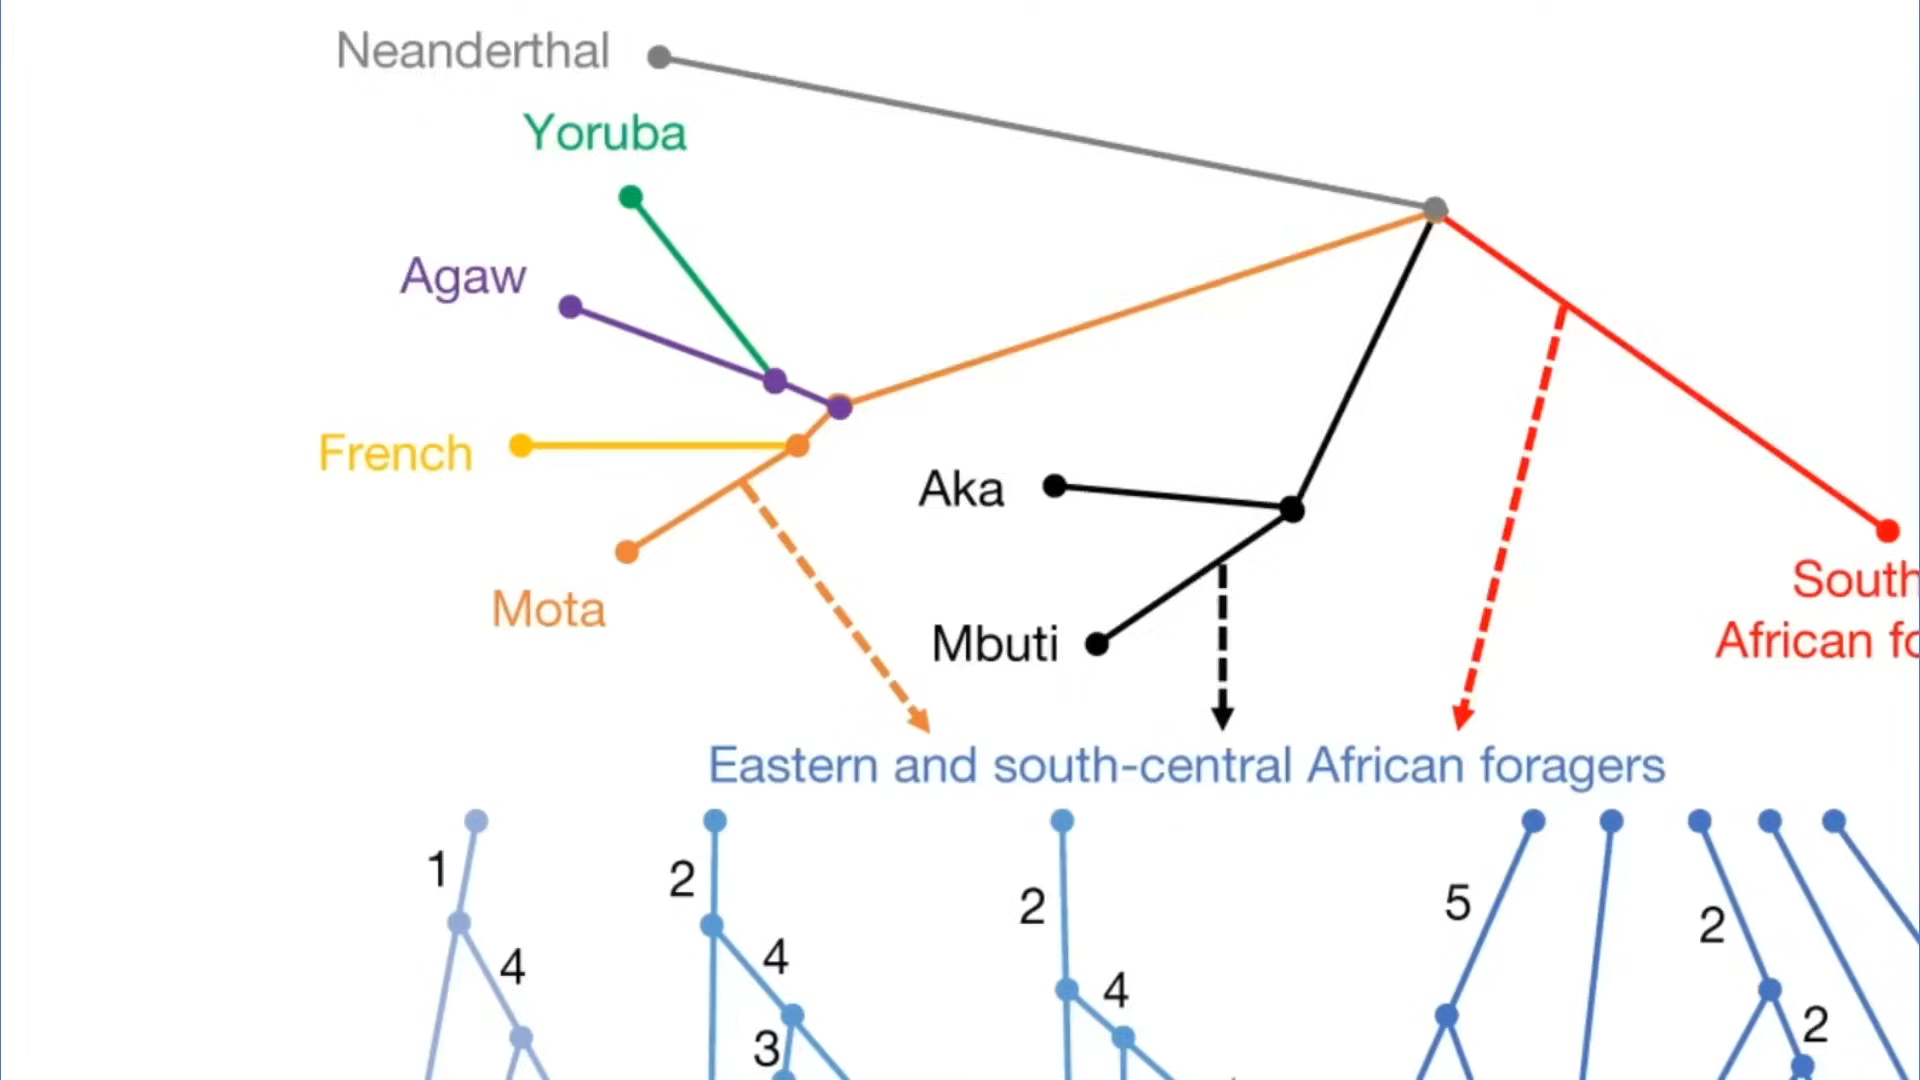 Neanderthal
Yoruba
Agaw
French
Aka
Mota
Mbuti
South
African
Eastern and south-central African foragers
1
2
2
5
2
4
4
4
3
2